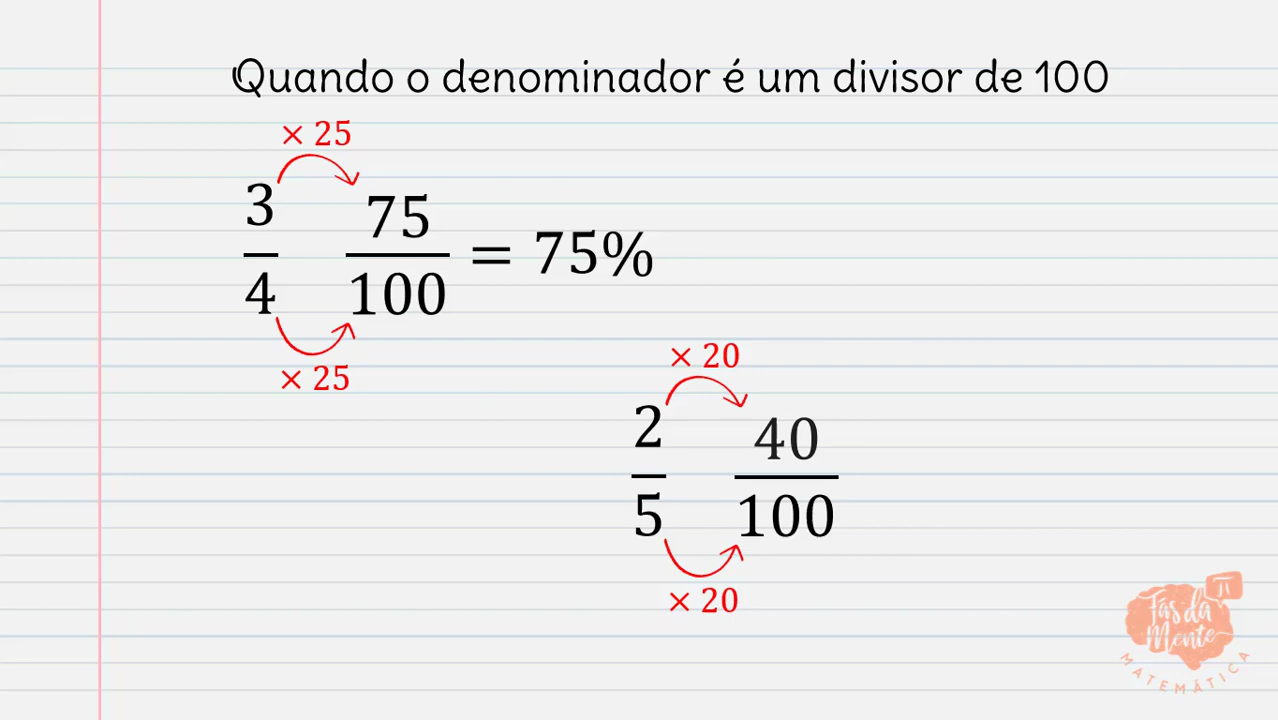 Quando o denominador é um divisor de 100
× 25
3/4 75/100 = 75%
× 25
× 20
2/5 40/100
× 20
Fãs da
Mente
π
MATEMÁTICA